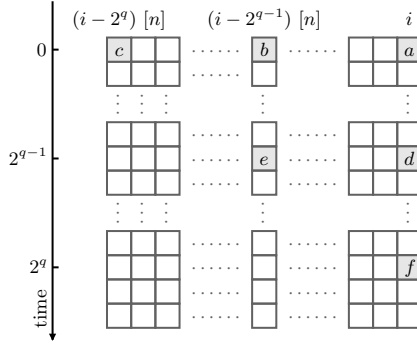 (i − 2^q) [n] (i − 2^{q−1}) [n] i
0 c b a
2^{q−1} e d
2^q f
time